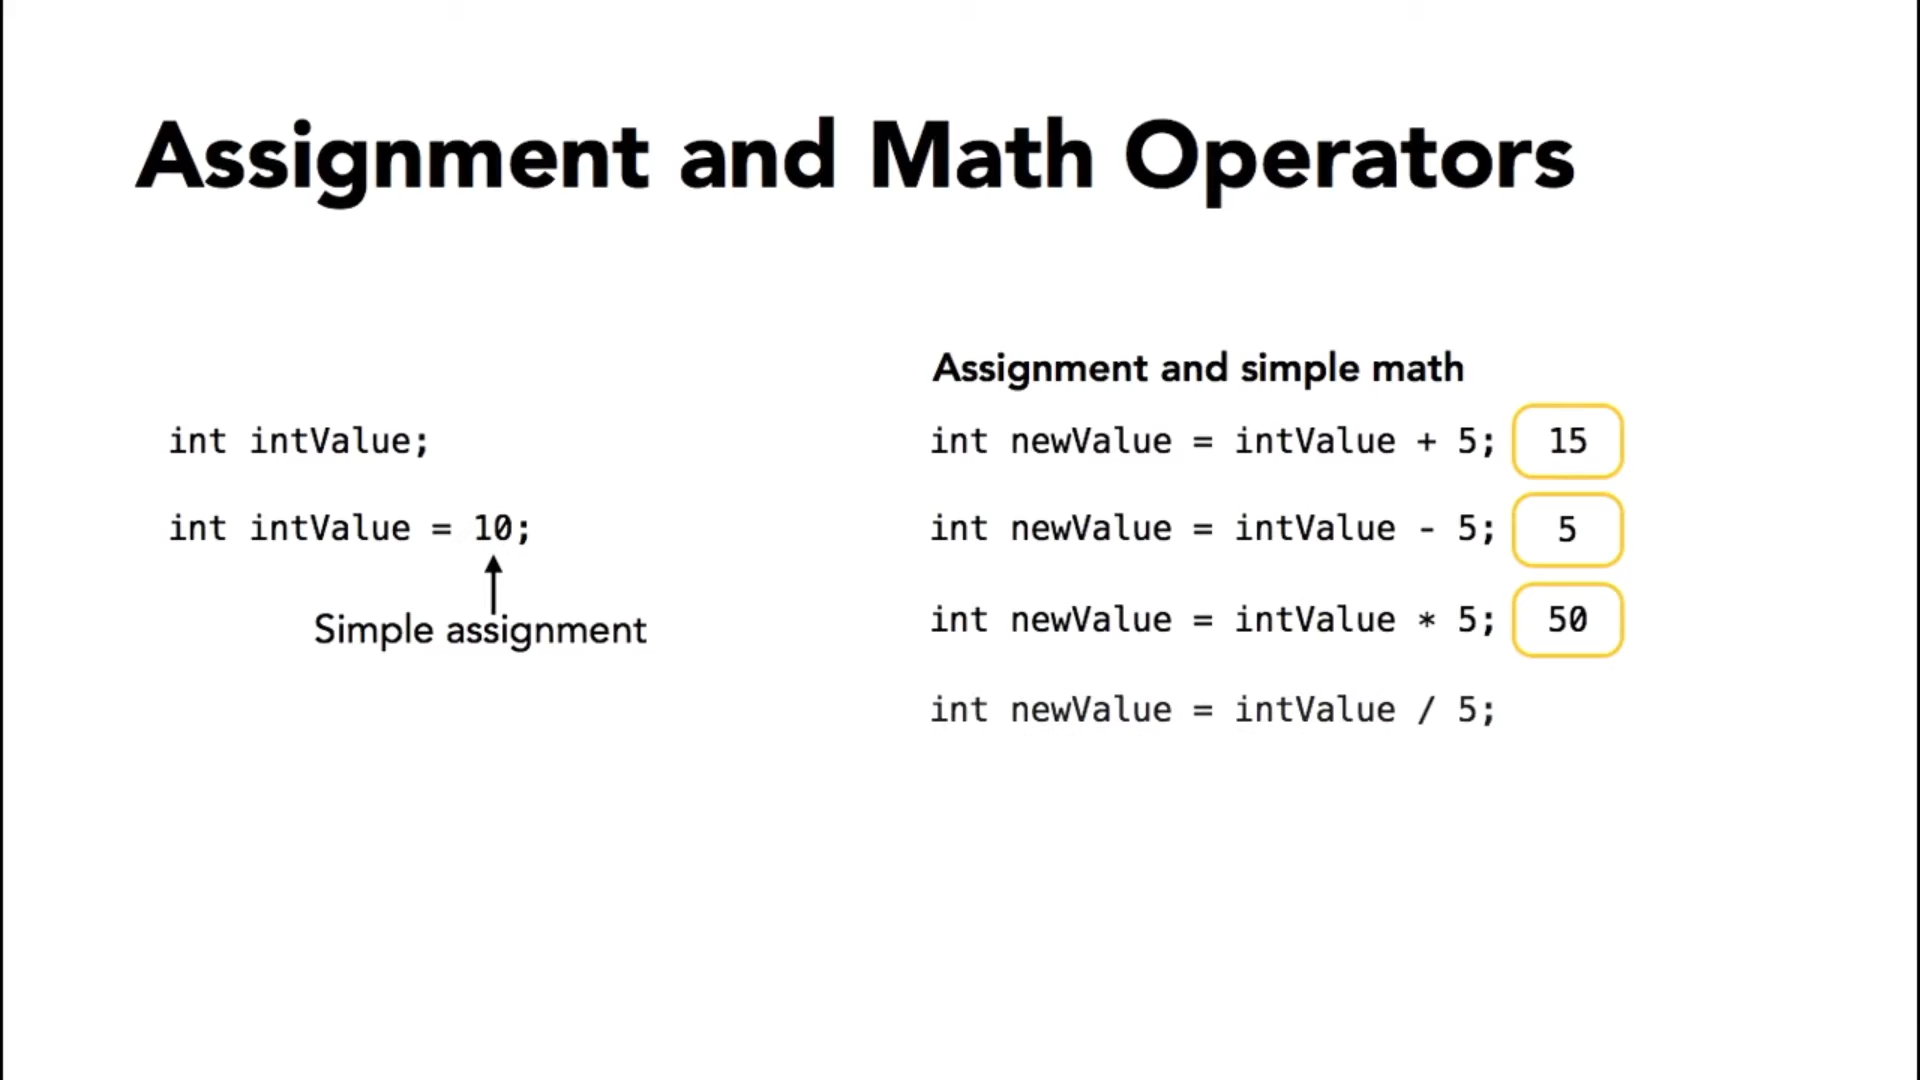 Assignment and Math Operators
int intValue;
int intValue = 10;
Simple assignment
Assignment and simple math
int newValue = intValue + 5; 15
int newValue = intValue - 5; 5
int newValue = intValue * 5; 50
int newValue = intValue / 5;